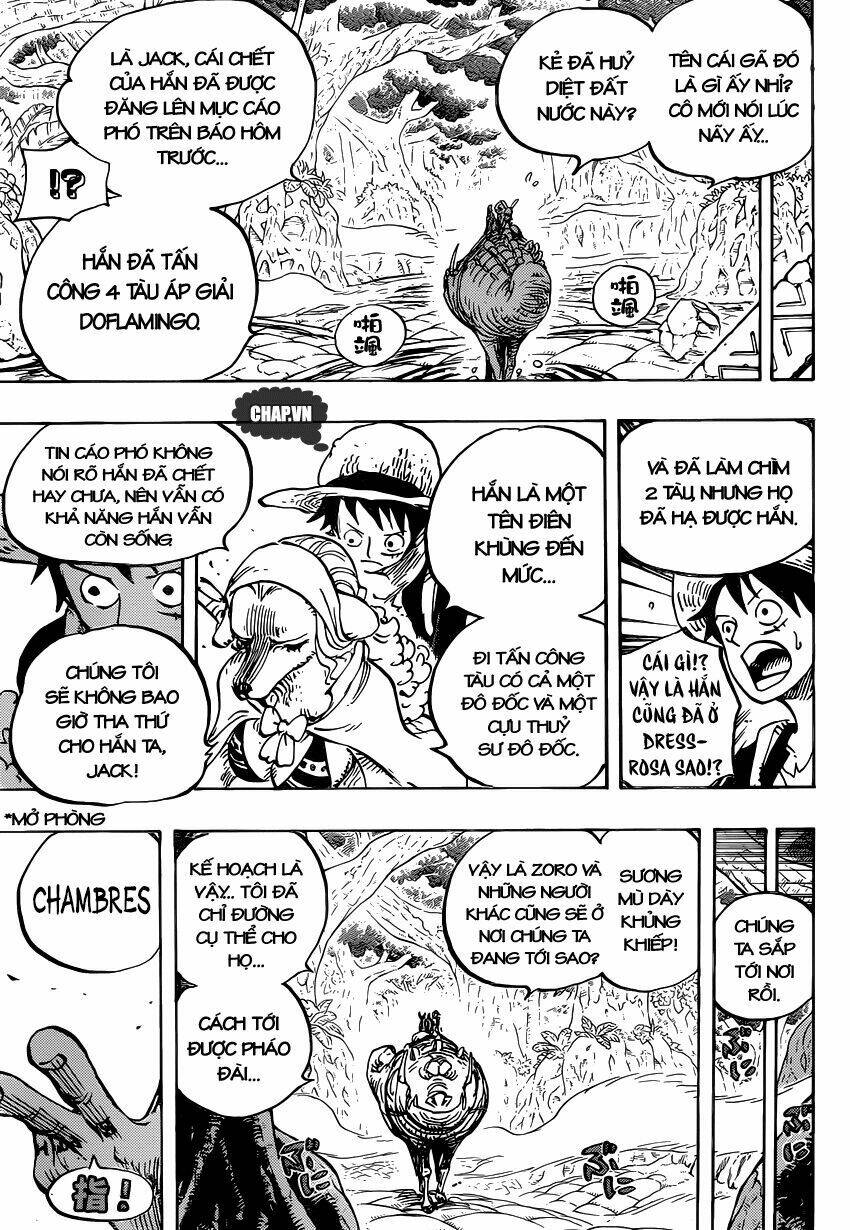 TÊN CÁI GÃ ĐÓ
LÀ GÌ ẤY NHỈ?
CÔ MỚI NÓI LÚC
NÃY ẤY...
KẺ ĐÃ HUỶ
DIỆT ĐẤT
NƯỚC NÀY?
LÀ JACK, CÁI CHẾT
CỦA HẮN ĐÃ ĐƯỢC
ĐĂNG LÊN MỤC CÁO
PHÓ TRÊN BÁO HÔM
TRƯỚC...
!?
HẮN ĐÃ TẤN
CÔNG 4 TÀU ÁP GIẢI
DOFLAMINGO.
啪
颯
啪
颯
CHAP.VN
VÀ ĐÃ LÀM CHÌM
2 TÀU, NHƯNG HỌ
ĐÃ HẠ ĐƯỢC HẮN.
CÁI GÌ!?
VẬY LÀ HẮN
CŨNG ĐÃ Ở
DRESS-
ROSA SAO!?
HẮN LÀ MỘT
TÊN ĐIÊN
KHÙNG ĐẾN
MỨC...
ĐI TẤN CÔNG
TÀU CÓ CẢ MỘT
ĐÔ ĐỐC VÀ MỘT
CỰU THUỶ
SƯ ĐÔ ĐỐC.
TIN CÁO PHÓ KHÔNG
NÓI RÕ HẮN ĐÃ CHẾT
HAY CHƯA, NÊN VẪN CÓ
KHẢ NĂNG HẮN VẪN
CÒN SỐNG
CHÚNG TÔI
SẼ KHÔNG BAO
GIỜ THA THỨ
CHO HẮN TA,
JACK!
CHÚNG
TA SẮP
TỚI NƠI
RỒI.
SƯƠNG
MÙ DÀY
KHỦNG
KHIẾP!
VẬY LÀ ZORO VÀ
NHỮNG NGƯỜI
KHÁC CŨNG SẼ Ở
NƠI CHÚNG TA
ĐANG TỚI SAO?
KẾ HOẠCH LÀ
VẬY... TÔI ĐÃ
CHỈ ĐƯỜNG
CỤ THỂ CHO
HỌ...
CÁCH TỚI
ĐƯỢC PHÁO
ĐÀI...
*MỞ PHÒNG
CHAMBRES
指!